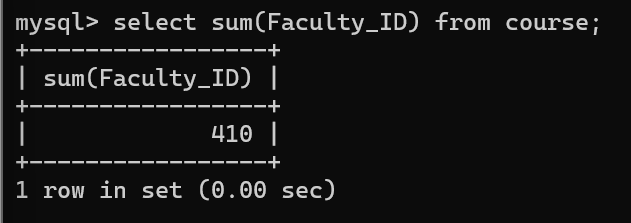 mysql> select sum(Faculty_ID) from course;
+-----------------+
| sum(Faculty_ID) |
+-----------------+
|             410 |
+-----------------+
1 row in set (0.00 sec)